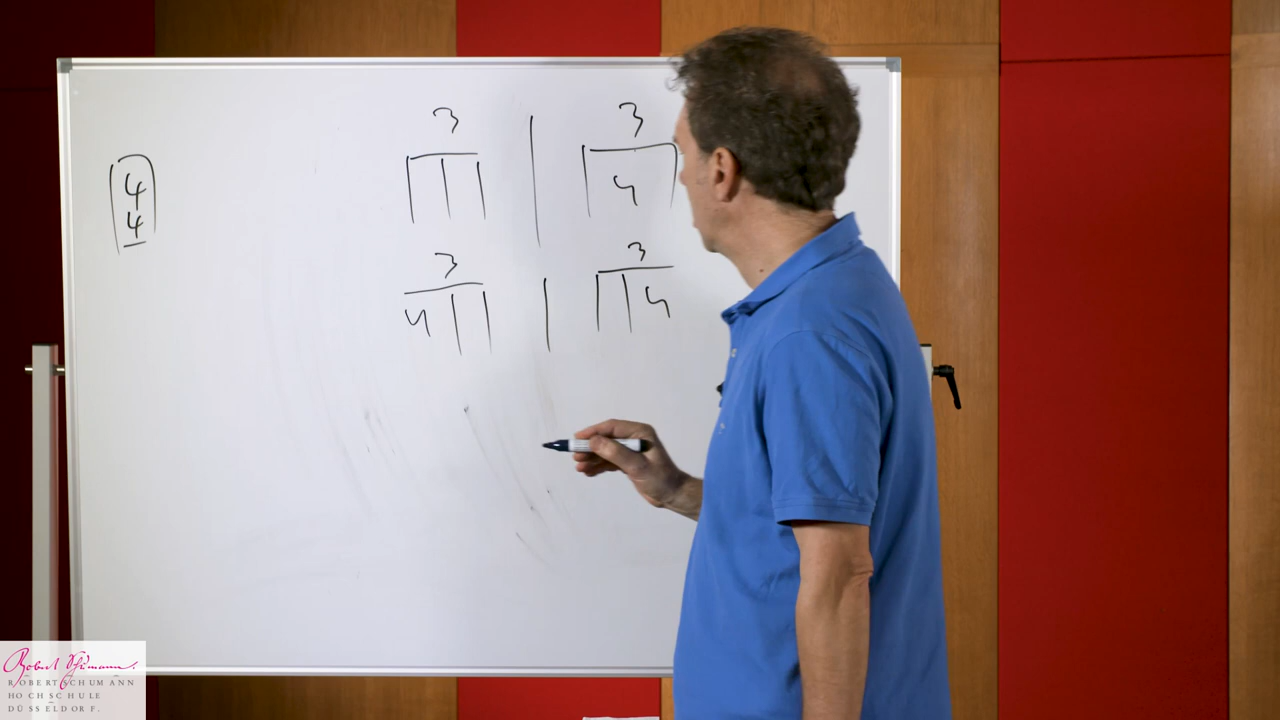 3 3
4
4
4
3 3
4 4
Robert Schumann.
ROBERT SCHUMANN
HOCHSCHULE
DÜSSELDORF.